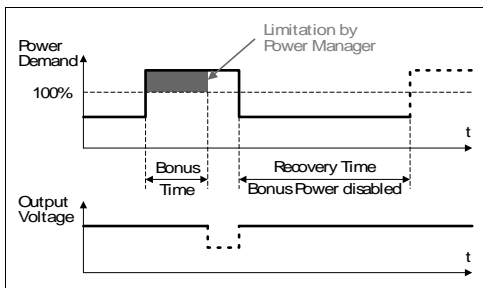 Limitation by
Power Manager
Power
Demand
100%
t
Bonus
Time
Recovery Time
Bonus Power disabled
Output
Voltage
t